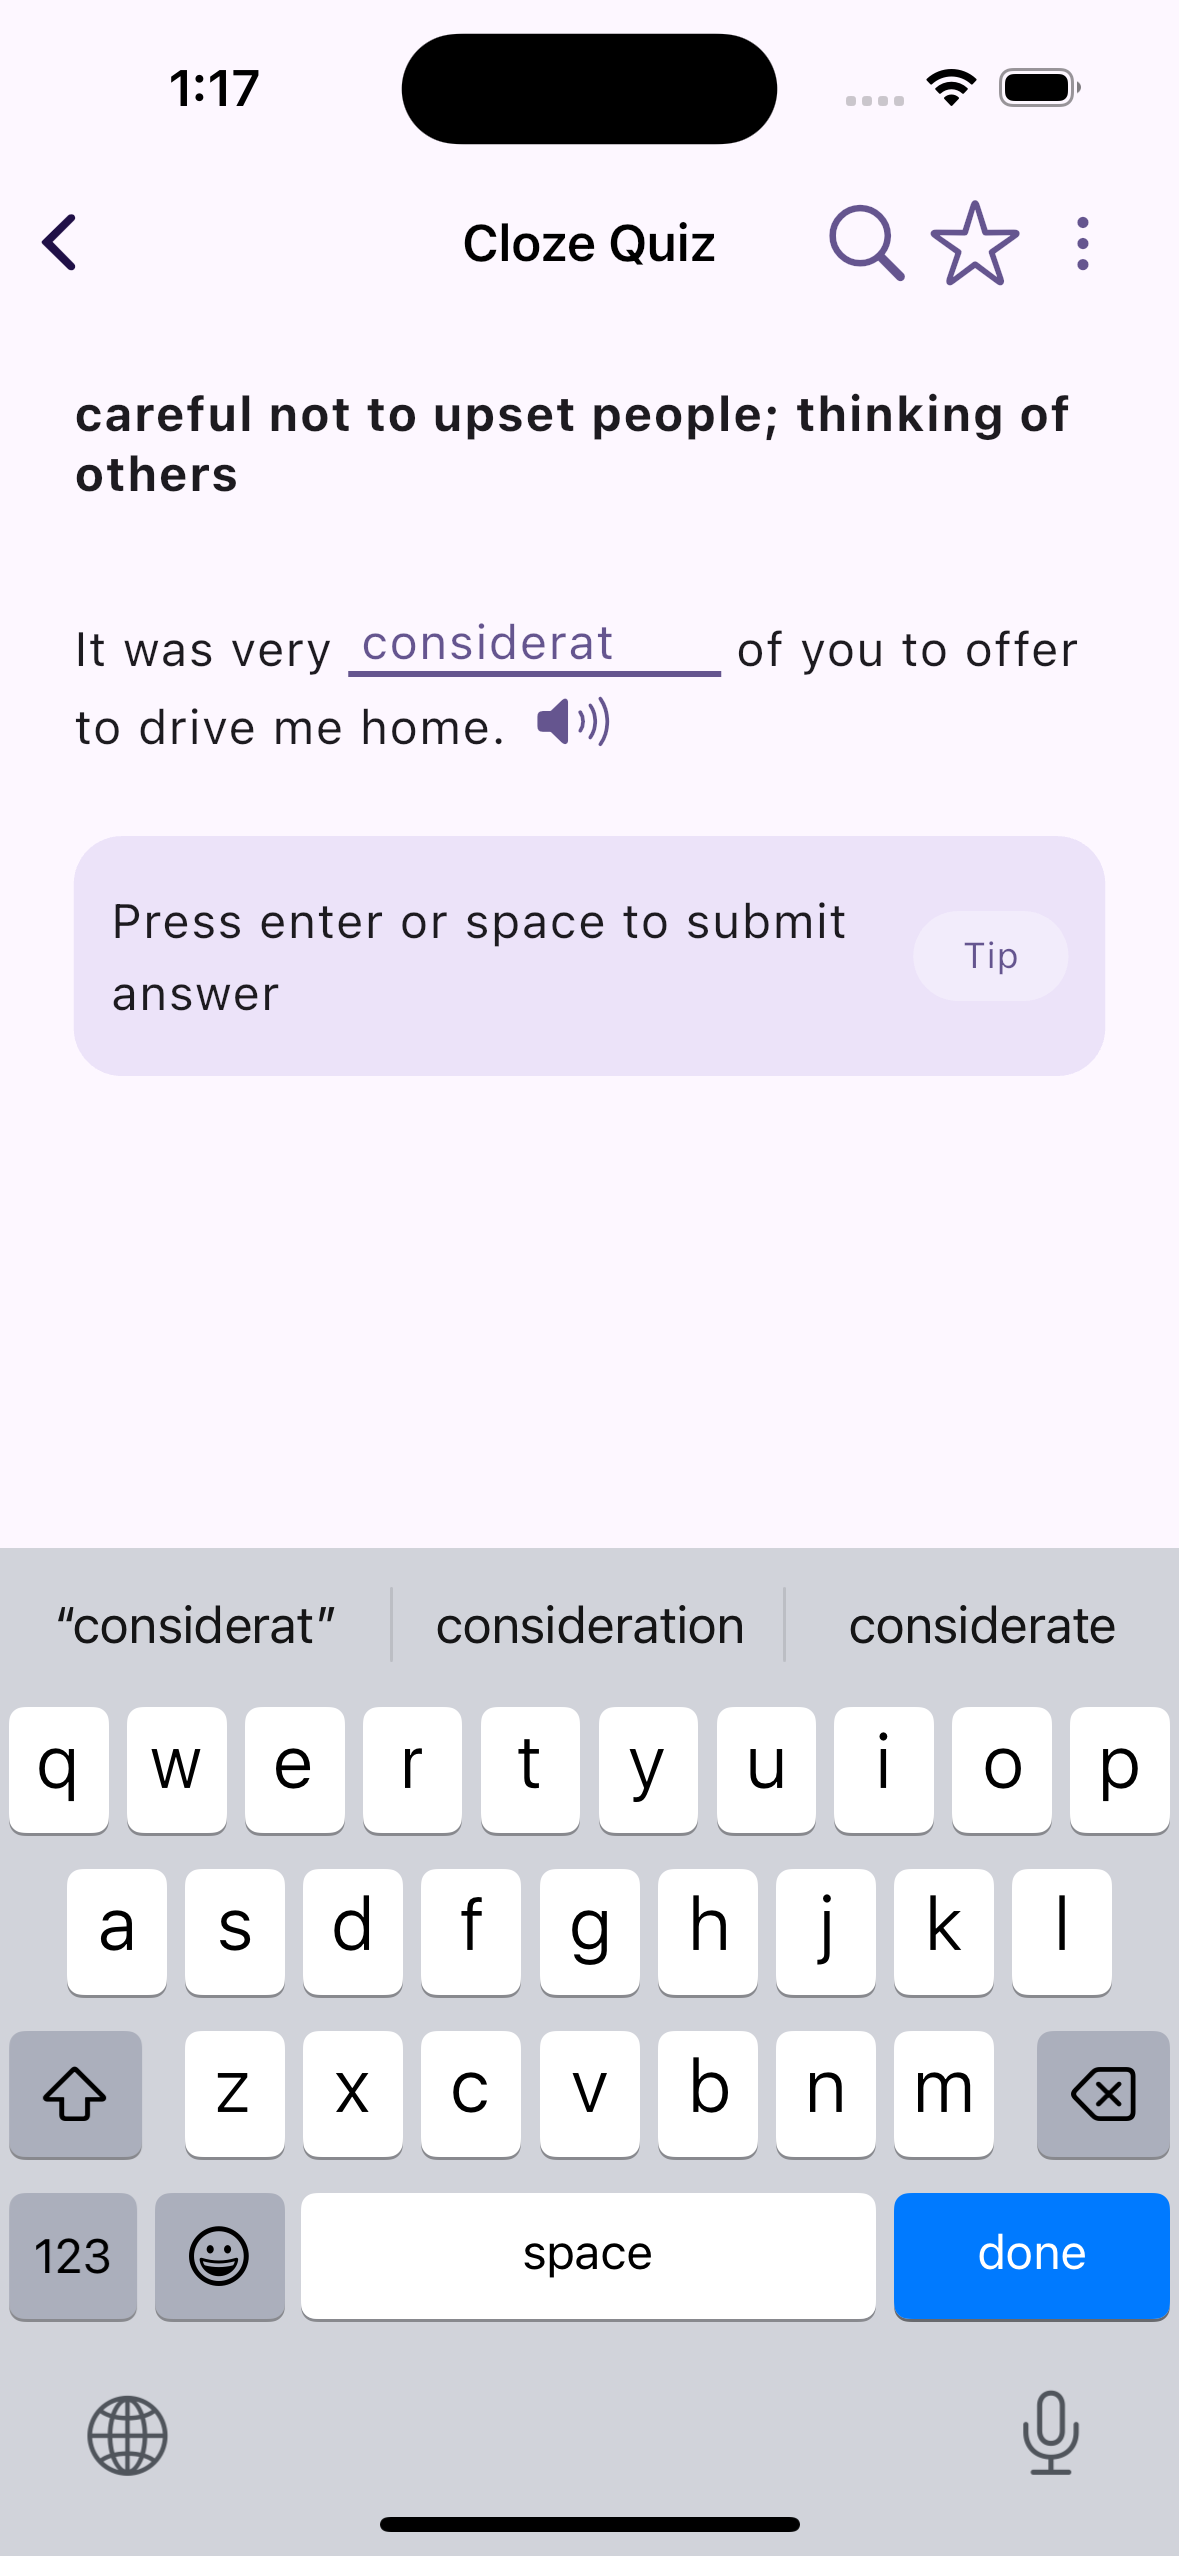 1:17
Cloze Quiz
careful not to upset people; thinking of
others
It was very considerat of you to offer
to drive me home.
Press enter or space to submit
answer
Tip
“considerat” consideration considerate
q w e r t y u i o p
a s d f g h j k l
z x c v b n m
123 space done